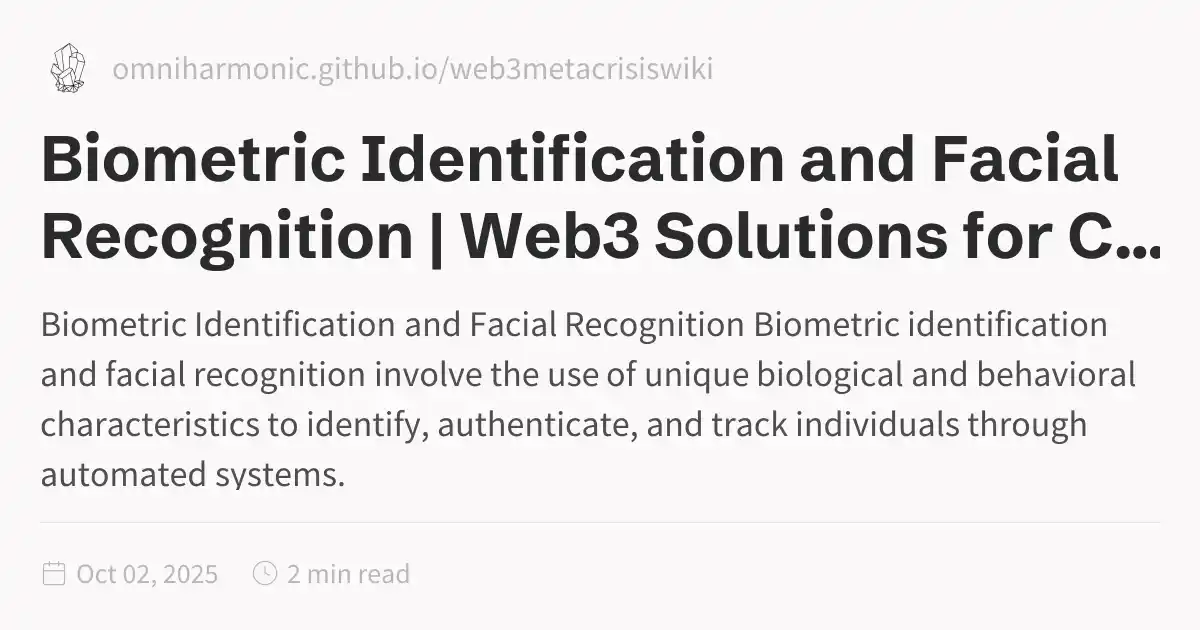 omniharmonic.github.io/web3metacrisiswiki
Biometric Identification and Facial
Recognition | Web3 Solutions for C...
Biometric Identification and Facial Recognition Biometric identification
and facial recognition involve the use of unique biological and behavioral
characteristics to identify, authenticate, and track individuals through
automated systems.
Oct 02, 2025 2 min read